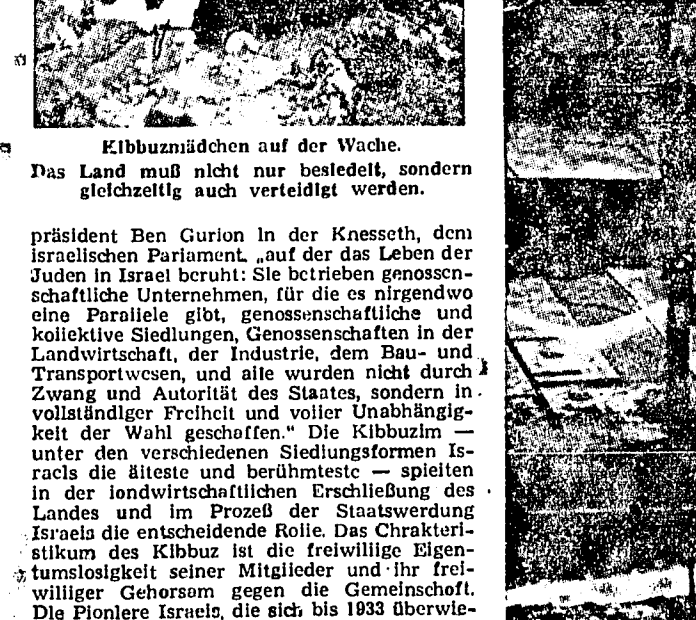 Kibbuzmädchen auf der Wache.
Das Land muß nicht nur besiedelt, sondern
gleichzeitig auch verteidigt werden.
präsident Ben Gurion in der Knesseth, dem
israelischen Parlament, „auf der das Leben der
Juden in Israel beruht: Sie betrieben genossen-
schaftliche Unternehmen, für die es nirgendwo
eine Parallele gibt, genossenschaftliche und
kollektive Siedlungen, Genossenschaften in der
Landwirtschaft, der Industrie, dem Bau- und
Transportwesen, und alle wurden nicht durch
Zwang und Autorität des Staates, sondern in
vollständiger Freiheit und voller Unabhängig-
keit der Wahl geschaffen.“ Die Kibbuzim —
unter den verschiedenen Siedlungsformen Is-
raels die älteste und berühmteste — spielten
in der landwirtschaftlichen Erschließung des
Landes und im Prozeß der Staatswerdung
Israels die entscheidende Rolle. Das Chrakteri-
stikum des Kibbuz ist die freiwillige Eigen-
tumslosigkeit seiner Mitglieder und ihr frei-
williger Gehorsam gegen die Gemeinschaft.
Die Pioniere Israels, die sich bis 1933 überwie-